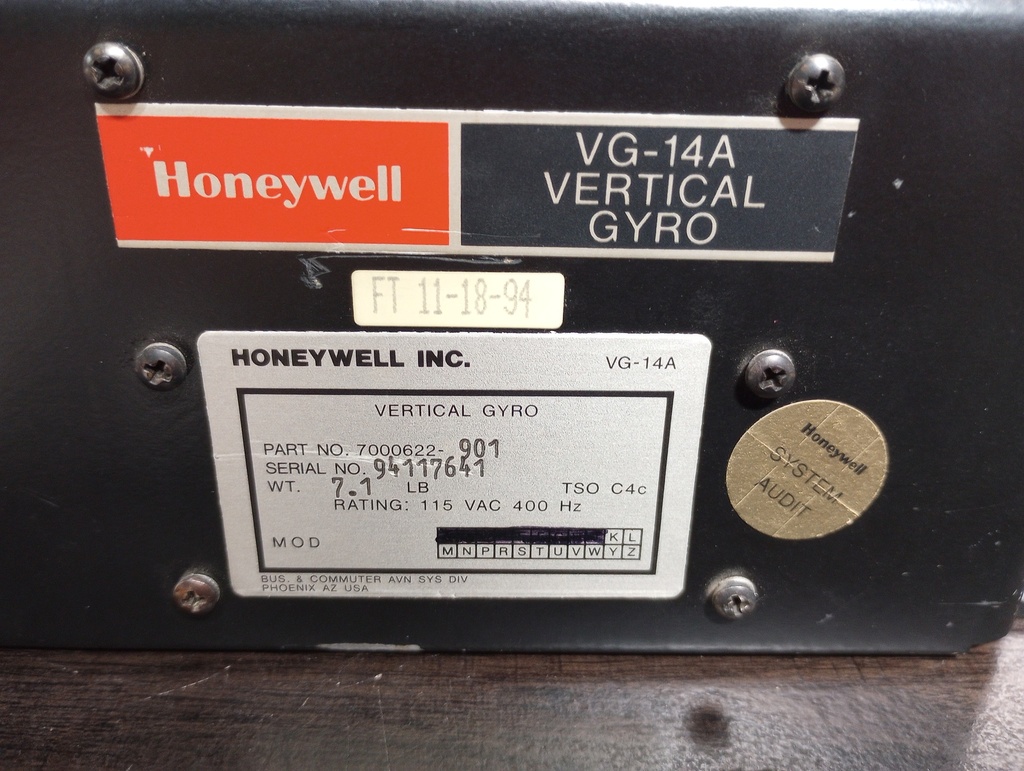 Honeywell
VG-14A
VERTICAL
GYRO
FT 11-18-94
HONEYWELL INC. VG-14A
VERTICAL GYRO
PART NO. 7000622-901
SERIAL NO. 94117641
WT. 7.1 LB TSO C4c
RATING: 115 VAC 400 Hz
MOD K L
M N P R S T U V W Y Z
BUS. & COMMUTER AVN SYS DIV
PHOENIX AZ USA
Honeywell
SYSTEM
AUDIT